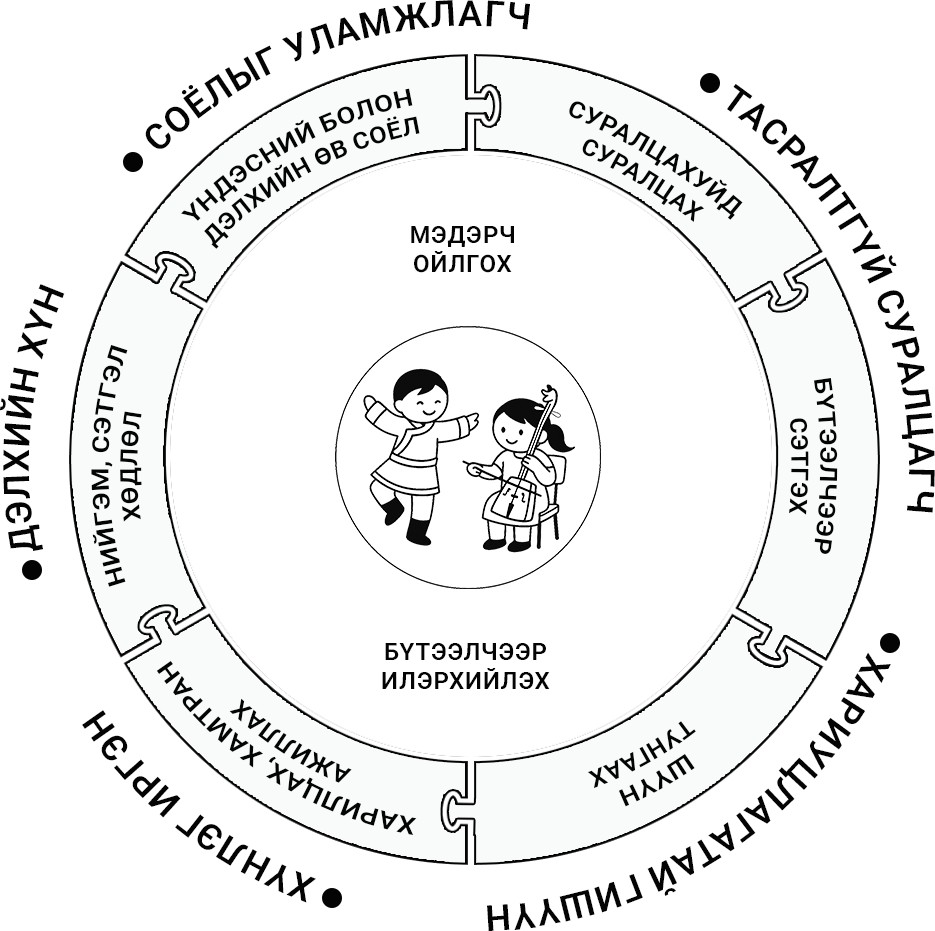 ● СОЁЛЫГ УЛАМЖЛАГЧ
● ТАСРАЛТГҮЙ СУРАЛЦАГЧ
● ХАРИУЦЛАГАТАЙ ГИШҮҮН
● ХҮНЛЭГ ИРГЭН
● ДЭЛХИЙН ХҮН
ҮНДЭСНИЙ БОЛОН
ДЭЛХИЙН ӨВ СОЁЛ
СУРАЛЦАХУЙД
СУРАЛЦАХ
БҮТЭЭЛЧЭЭР
СЭТГЭХ
ШҮҮН
ТУНГААХ
ХАРИЛЦАХ, ХАМТРАН
АЖИЛЛАХ
НИЙГЭМ, СЭТГЭЛ
ХӨДЛӨЛ
МЭДЭРЧ
ОЙЛГОХ
БҮТЭЭЛЧЭЭР
ИЛЭРХИЙЛЭХ